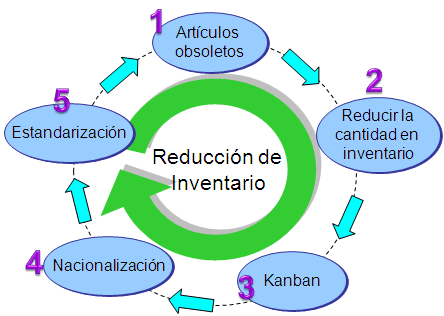 1
Artículos
obsoletos
2
Reducir la
cantidad en
inventario
3
Kanban
4
Nacionalización
5
Estandarización
Reducción de
Inventario